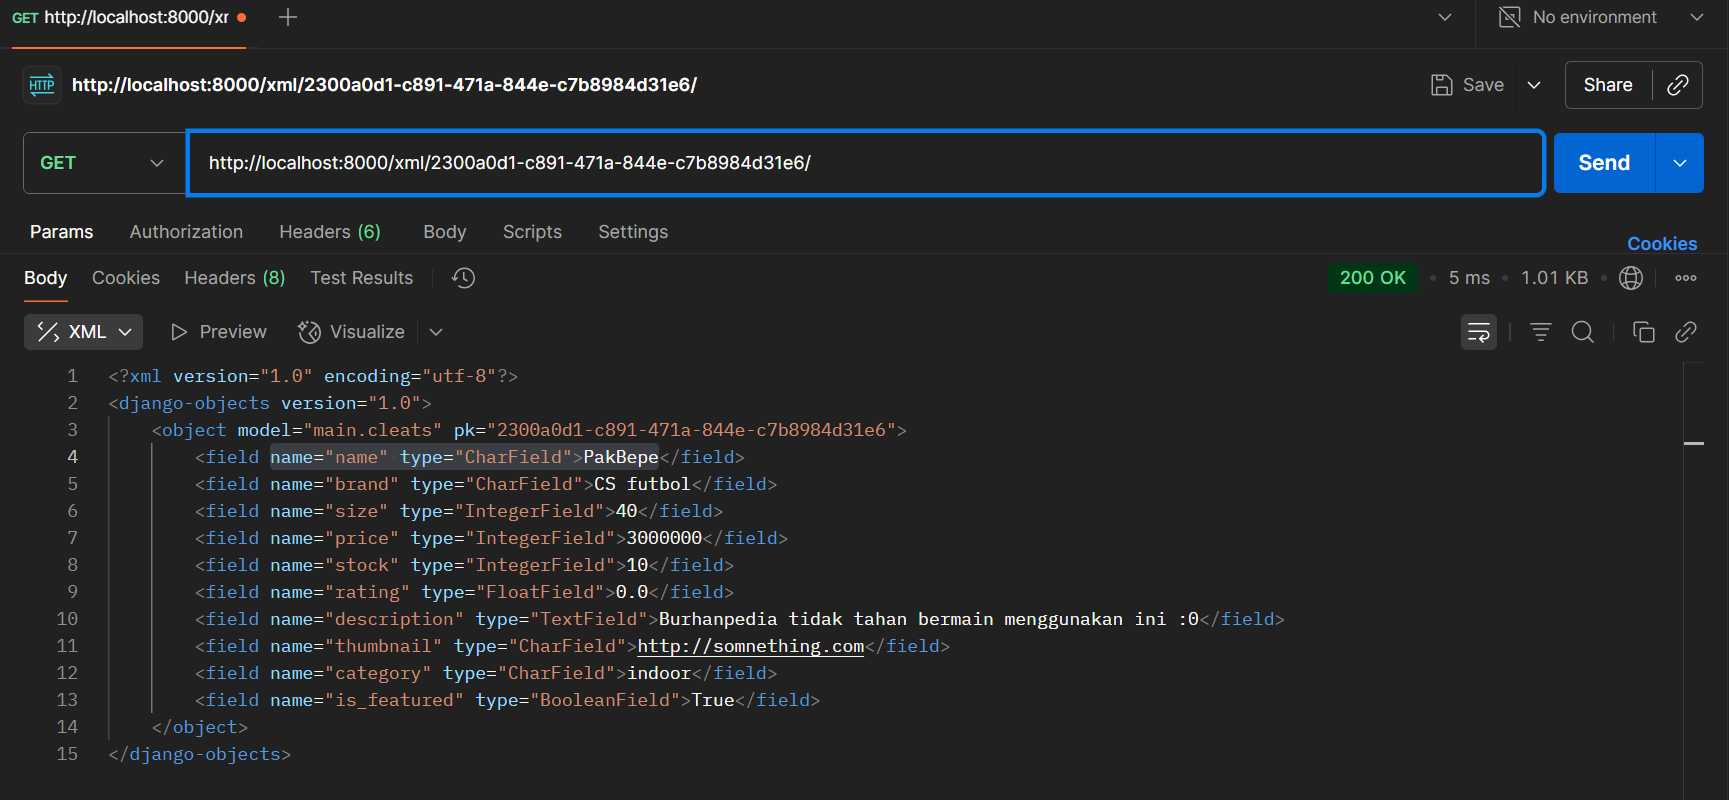 GET http://localhost:8000/xr
No environment
HTTP http://localhost:8000/xml/2300a0d1-c891-471a-844e-c7b8984d31e6/
Save
Share
GET
http://localhost:8000/xml/2300a0d1-c891-471a-844e-c7b8984d31e6/
Send
Params Authorization Headers (6) Body Scripts Settings
Cookies
Body Cookies Headers (8) Test Results
200 OK • 5 ms • 1.01 KB •
XML Preview Visualize
1 <?xml version="1.0" encoding="utf-8"?>
2 <django-objects version="1.0">
3 <object model="main.cleats" pk="2300a0d1-c891-471a-844e-c7b8984d31e6">
4 <field name="name" type="CharField">PakBepe</field>
5 <field name="brand" type="CharField">CS futbol</field>
6 <field name="size" type="IntegerField">40</field>
7 <field name="price" type="IntegerField">3000000</field>
8 <field name="stock" type="IntegerField">10</field>
9 <field name="rating" type="FloatField">0.0</field>
10 <field name="description" type="TextField">Burhanpedia tidak tahan bermain menggunakan ini :0</field>
11 <field name="thumbnail" type="CharField">http://somnething.com</field>
12 <field name="category" type="CharField">indoor</field>
13 <field name="is_featured" type="BooleanField">True</field>
14 </object>
15 </django-objects>